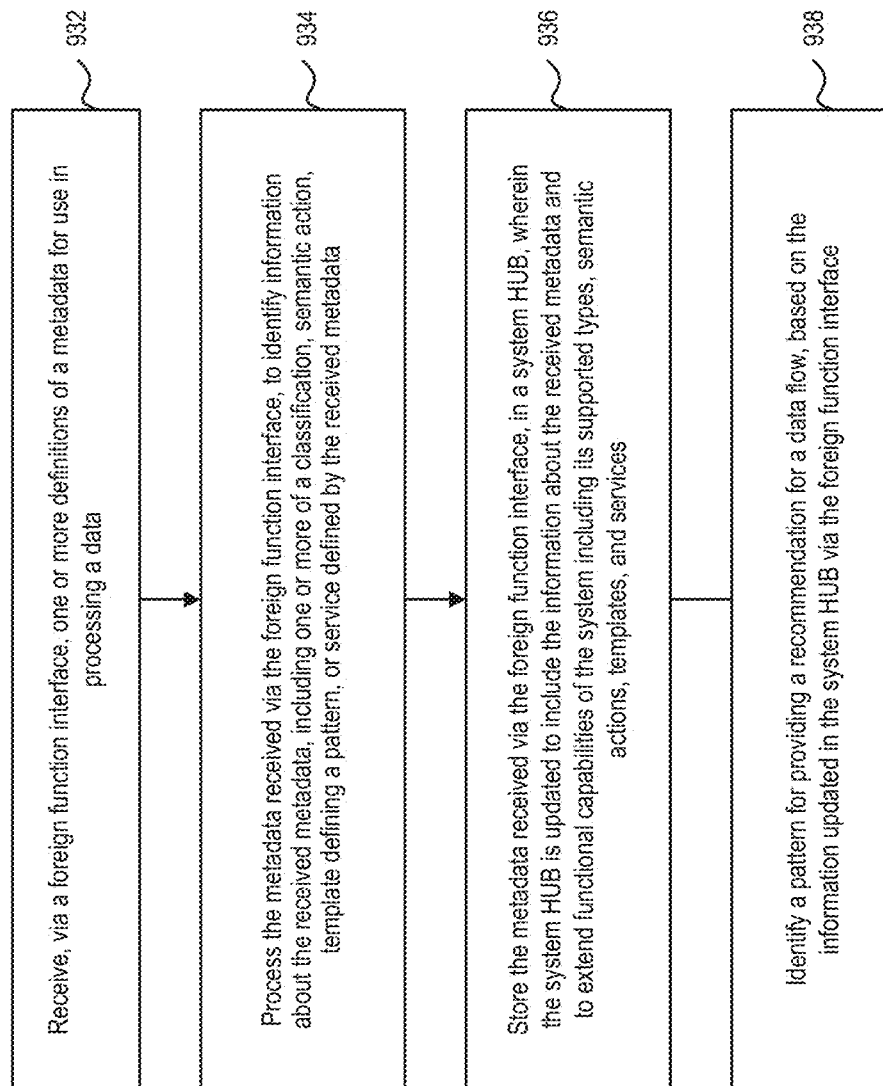 Receive, via a foreign function interface, one or more definitions of a metadata for use in
processing a data
932
Process the metadata received via the foreign function interface, to identify information
about the received metadata, including one or more of a classification, semantic action,
template defining a pattern, or service defined by the received metadata
934
Store the metadata received via the foreign function interface, in a system HUB, wherein
the system HUB is updated to include the information about the received metadata and
to extend functional capabilities of the system including its supported types, semantic
actions, templates, and services
936
Identify a pattern for providing a recommendation for a data flow, based on the
information updated in the system HUB via the foreign function interface
938